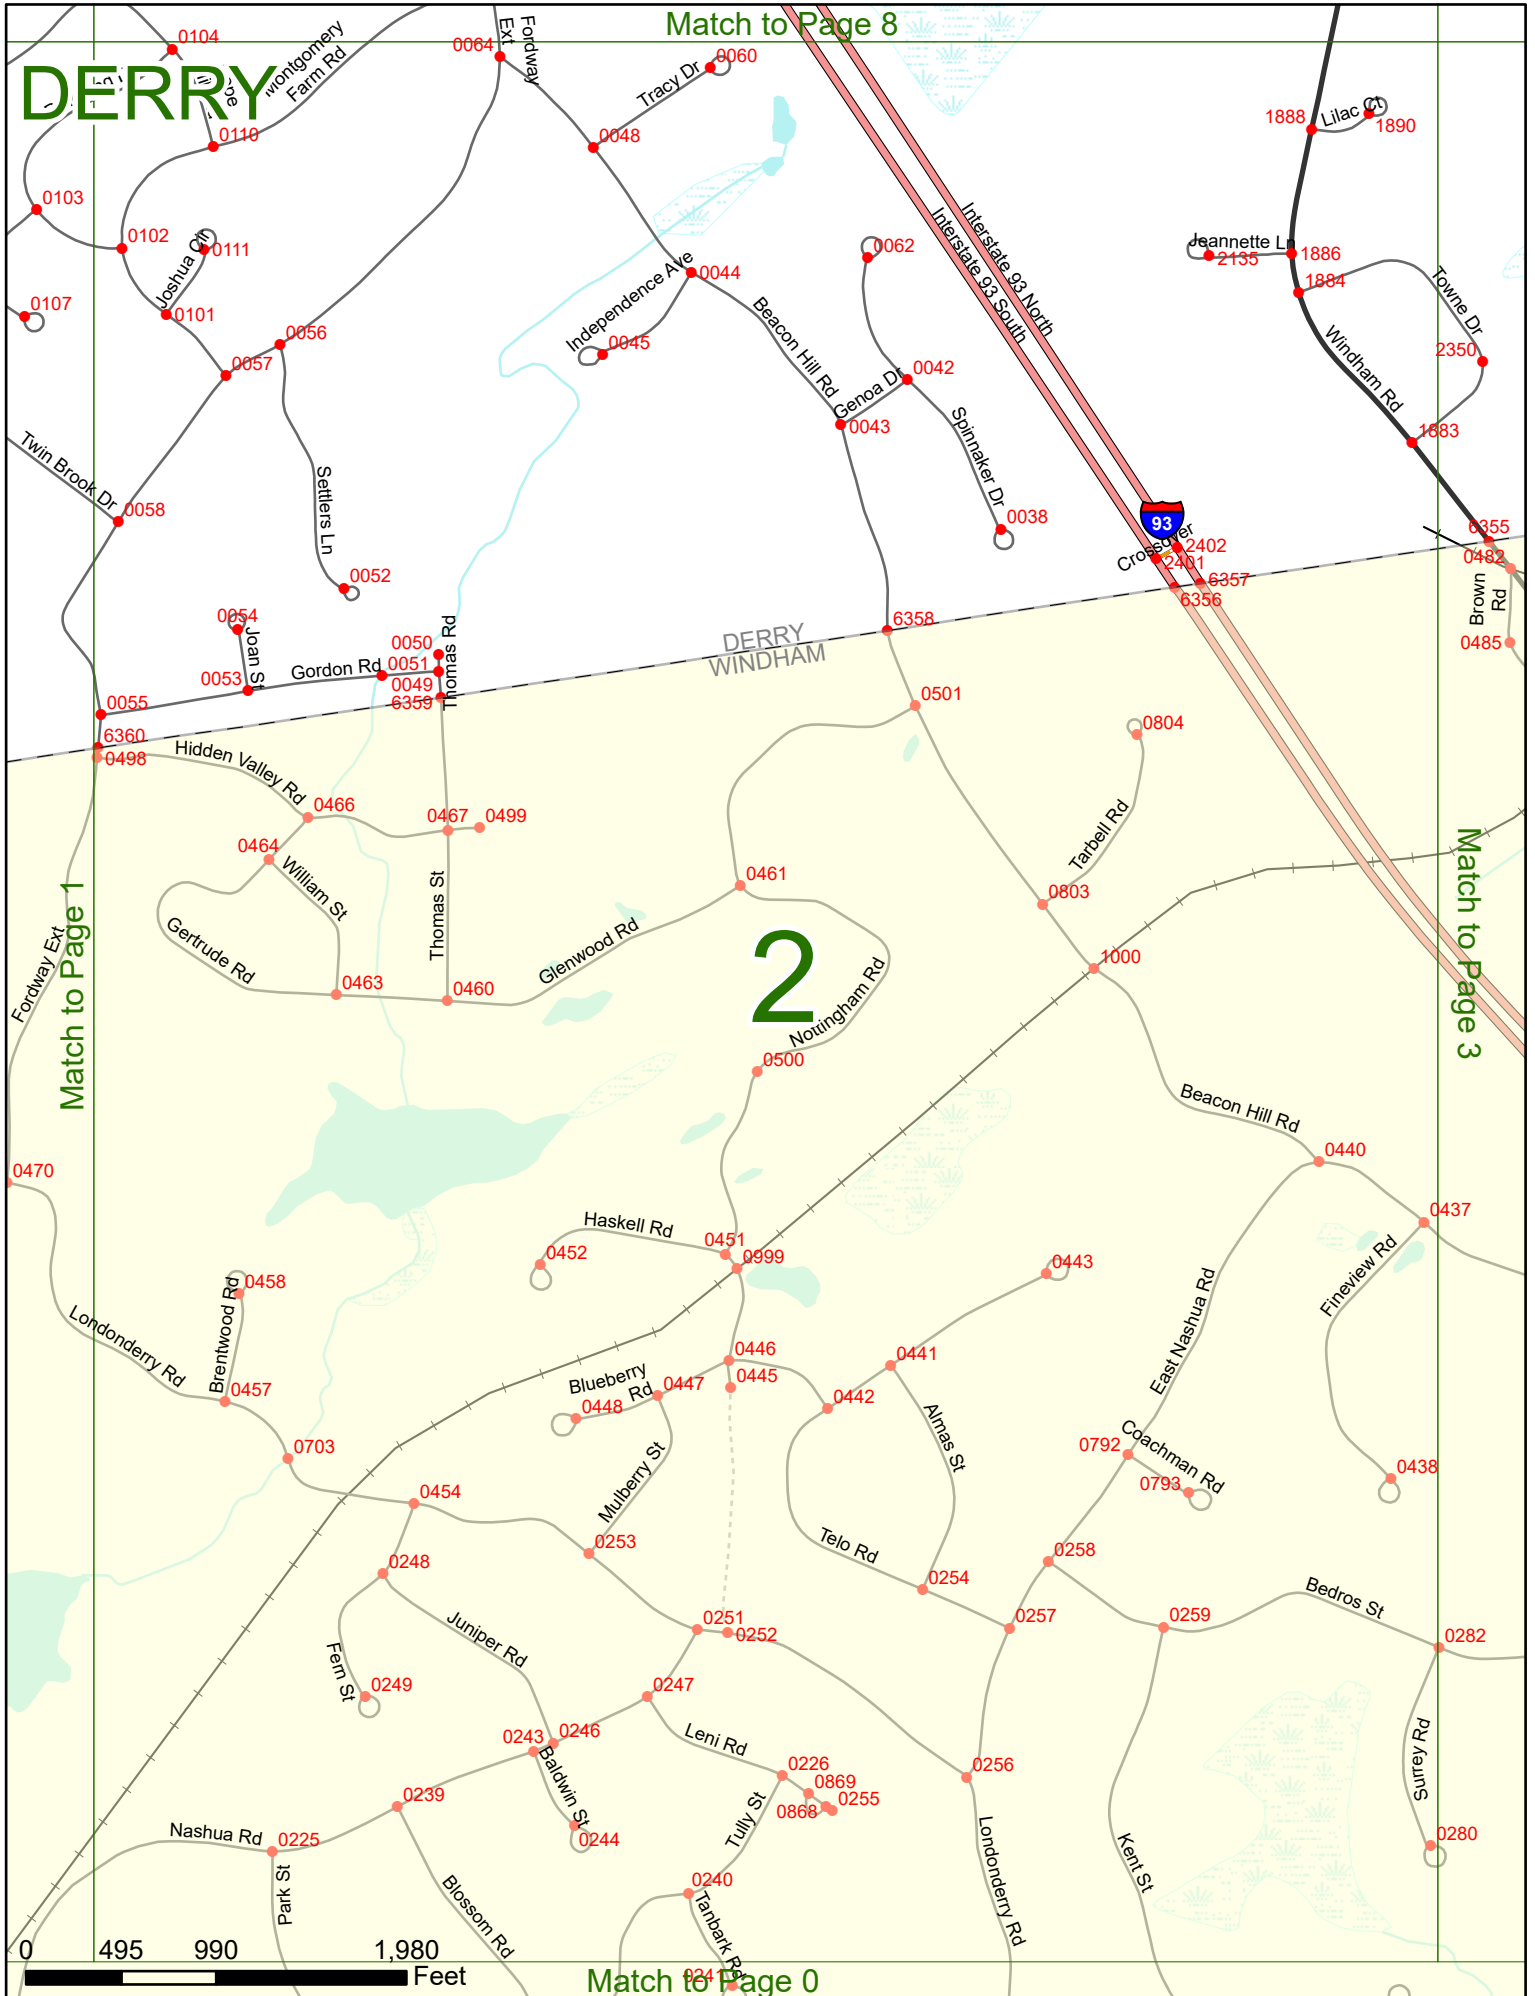 Match to Page 8
DERRY
0104
Montgomery
Farm Rd
0064
Fordway
Ext
Tracy Dr
0060
0110
0048
1888
Lilac Ct
1890
0103
0102
0111
Joshua Cir
0101
0107
0044
Independence Ave
0045
0062
Interstate 93 North
Interstate 93 South
Jeannette Ln
2135
1886
1884
Towne Dr
2350
Windham Rd
1883
0056
0057
Beacon Hill Rd
Genoa Dr
0042
0043
Spinnaker Dr
0038
Twin Brook Dr
0058
Settlers Ln
0052
93
Crossover
2402
2401
6357
6356
6355
0482
Brown
Rd
0485
0054
Joan St
0053
Gordon Rd
0050
0051
0049
6359
Thomas Rd
DERRY
WINDHAM
6358
0055
6360
0498
Hidden Valley Rd
0501
0804
0466
0467
0499
0464
William St
Thomas St
Gertrude Rd
0463
0460
Glenwood Rd
0461
Tarbell Rd
0803
Match to Page 1
Match to Page 3
Fordway Ext
2
Nottingham Rd
0500
1000
Beacon Hill Rd
0440
0437
0470
Haskell Rd
0452
0451
0999
0443
Fineview Rd
East Nashua Rd
0458
Brentwood Rd
Londonderry Rd
0457
0446
0445
Blueberry
Rd
0447
0448
0441
0442
Almas St
Mulberry St
0703
0454
0792
Coachman Rd
0793
0438
0253
Telo Rd
0248
0254
0258
Juniper Rd
0251
0252
0257
0259
Bedros St
0282
Fern St
0249
0247
Leni Rd
0243
0246
Baldwin St
0226
0869
0868
0255
0256
Surrey Rd
0239
0244
Tully St
Nashua Rd
0225
Park St
Blossom Rd
0240
Tanbark Rd
0241
Londonderry Rd
Kent St
0280
0 495 990 1,980
Feet
Match to Page 0